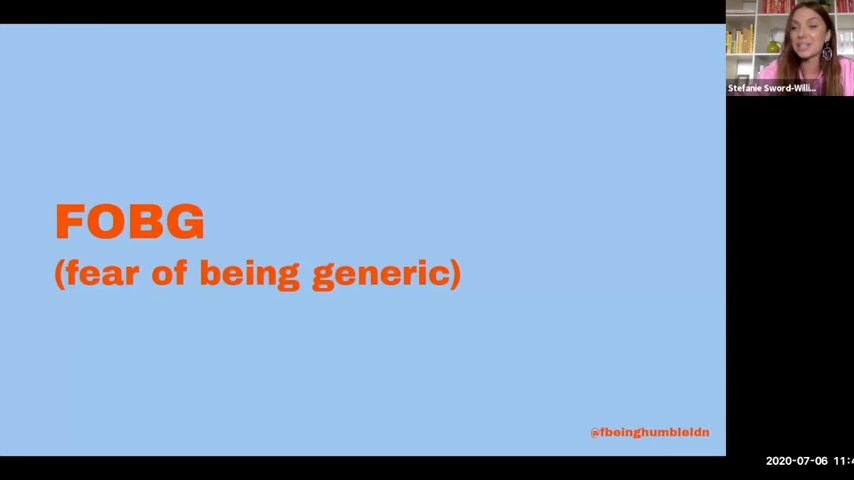 FOBG
(fear of being generic)
@fbeinghumbleldn
Stefanie Sword-Willi...
2020-07-06 11:4